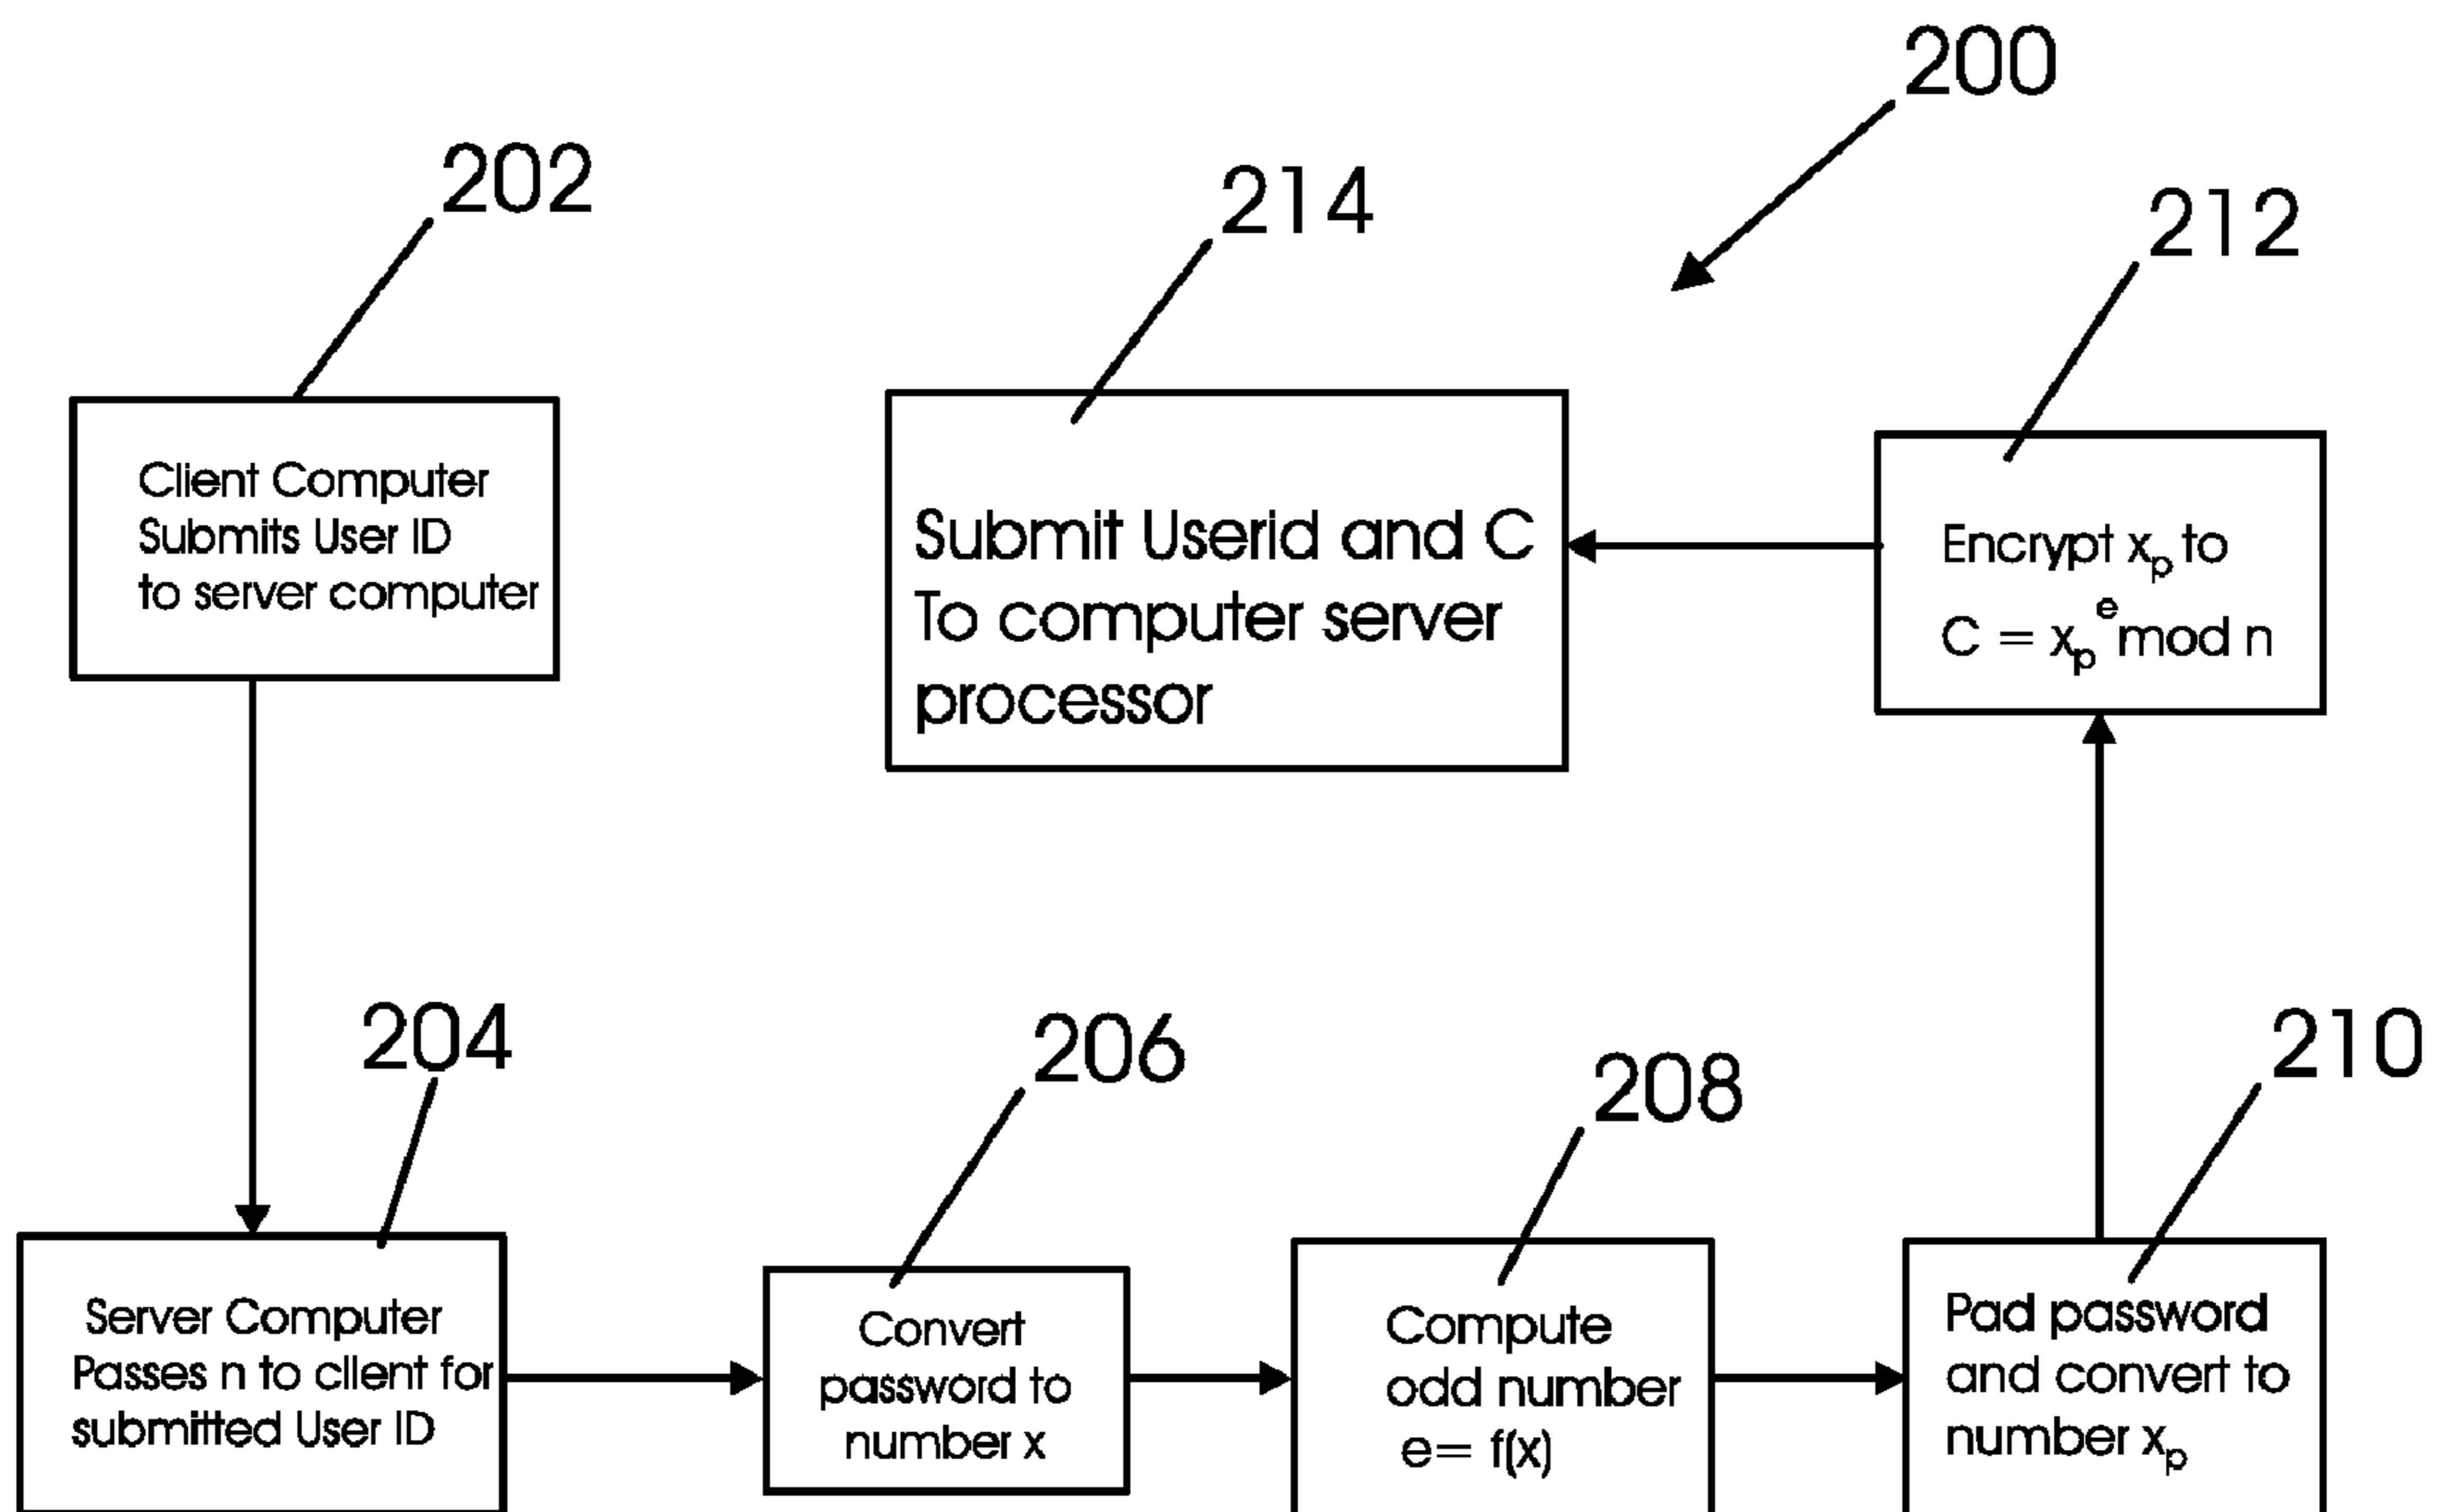 200
202
214
212
Client Computer
Submits User ID
to server computer
Submit Userid and C
To computer server
processor
Encrypt xp to
C = xp^e mod n
204
206
208
210
Server Computer
Passes n to client for
submitted User ID
Convert
password to
number x
Compute
odd number
e= f(x)
Pad password
and convert to
number xp